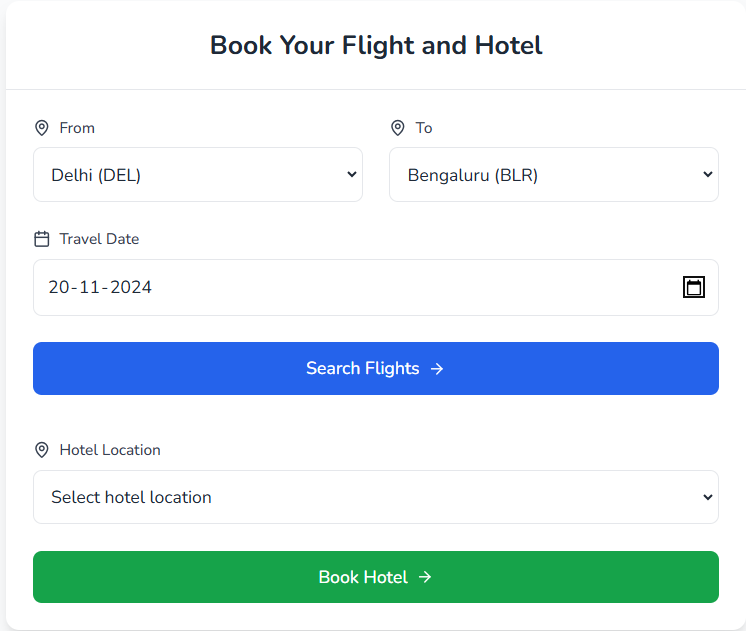 Book Your Flight and Hotel
From To
Delhi (DEL) Bengaluru (BLR)
Travel Date
20-11-2024
Search Flights →
Hotel Location
Select hotel location
Book Hotel →